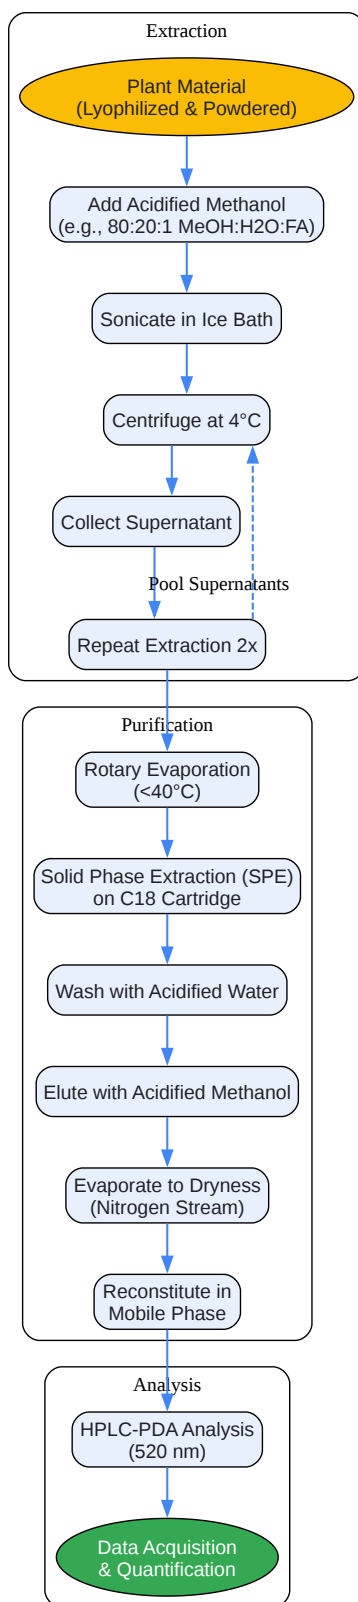 Extraction
Plant Material
(Lyophilized & Powdered)
Add Acidified Methanol
(e.g., 80:20:1 MeOH:H2O:FA)
Sonicate in Ice Bath
Centrifuge at 4°C
Collect Supernatant
Pool Supernatants
Repeat Extraction 2x
Purification
Rotary Evaporation
(<40°C)
Solid Phase Extraction (SPE)
on C18 Cartridge
Wash with Acidified Water
Elute with Acidified Methanol
Evaporate to Dryness
(Nitrogen Stream)
Reconstitute in
Mobile Phase
Analysis
HPLC-PDA Analysis
(520 nm)
Data Acquisition
& Quantification